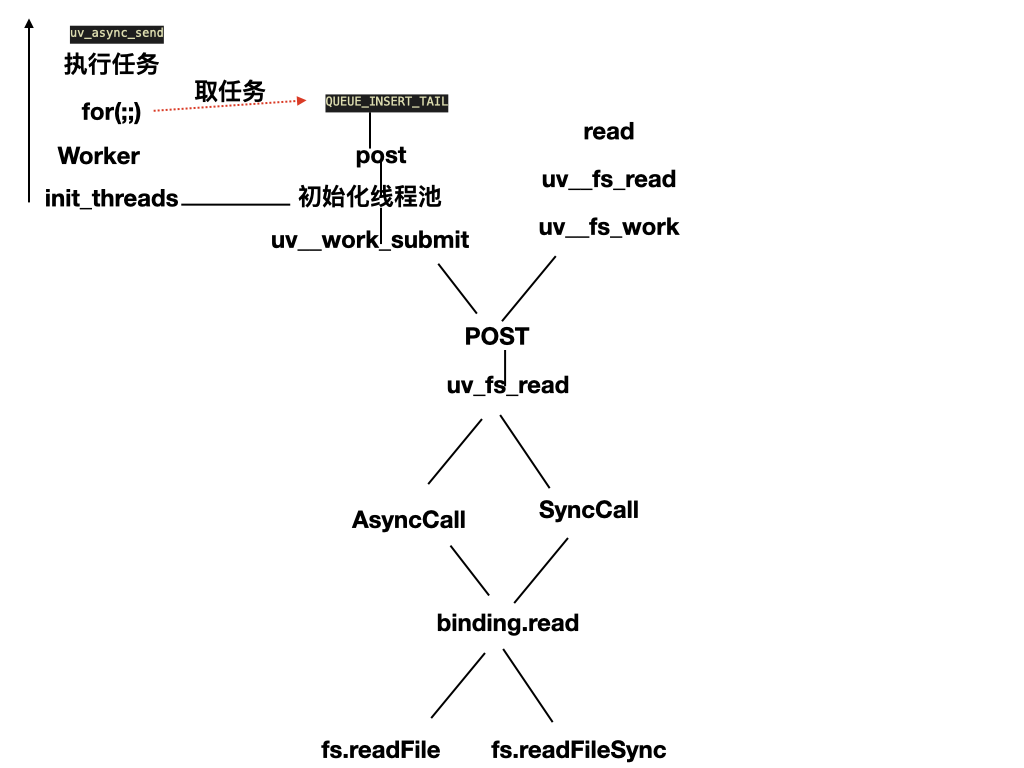 uv_async_send
执行任务
取任务
for(;;)
QUEUE_INSERT_TAIL
read
Worker
post
uv__fs_read
init_threads
初始化线程池
uv__fs_work
uv__work_submit
POST
uv_fs_read
AsyncCall
SyncCall
binding.read
fs.readFile
fs.readFileSync